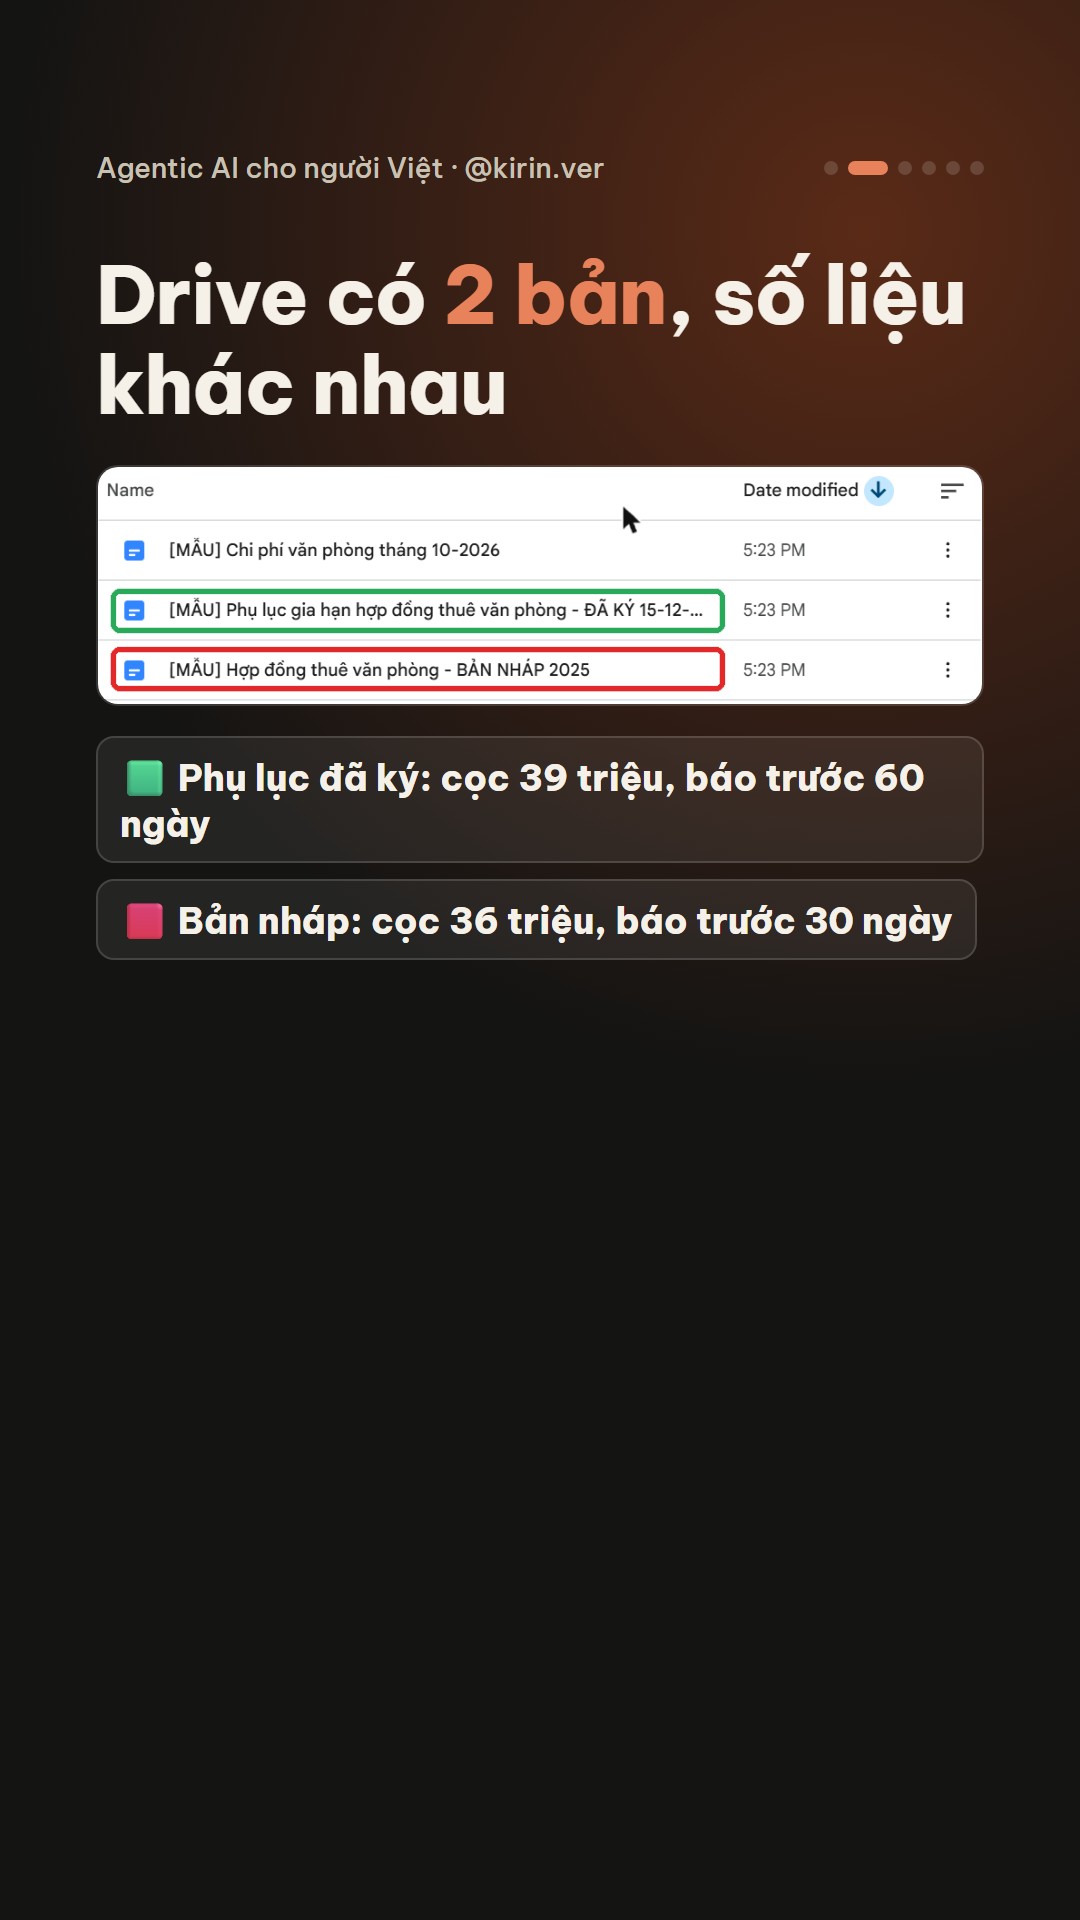 Agentic AI cho người Việt · @kirin.ver
Drive có 2 bản, số liệu
khác nhau
Name Date modified
[MẪU] Chi phí văn phòng tháng 10-2026 5:23 PM
[MẪU] Phụ lục gia hạn hợp đồng thuê văn phòng - ĐÃ KÝ 15-12-... 5:23 PM
[MẪU] Hợp đồng thuê văn phòng - BẢN NHÁP 2025 5:23 PM
Phụ lục đã ký: cọc 39 triệu, báo trước 60
ngày
Bản nháp: cọc 36 triệu, báo trước 30 ngày